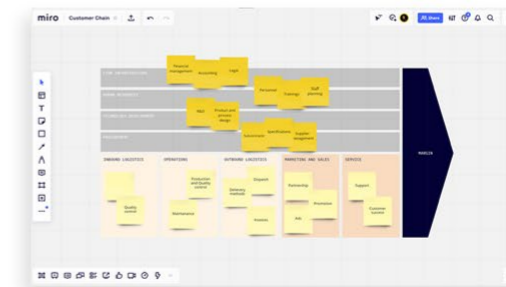 miro
Customer Chain
Share
Financial
management
Accounting
Legal
FIRM INFRASTRUCTURE
Personnel
Trainings
Staff
planning
HUMAN RESOURCES
R&D
Product and
process
design
TECHNOLOGY DEVELOPMENT
Specifications
Supplier
management
PROCUREMENT
MARGIN
INBOUND LOGISTICS
OPERATIONS
OUTBOUND LOGISTICS
MARKETING AND SALES
SERVICE
Quality
control
Production
and Quality
control
Maintenance
Dispatch
Delivery
methods
Invoices
Partnership
Promotion
Support
Customer
success